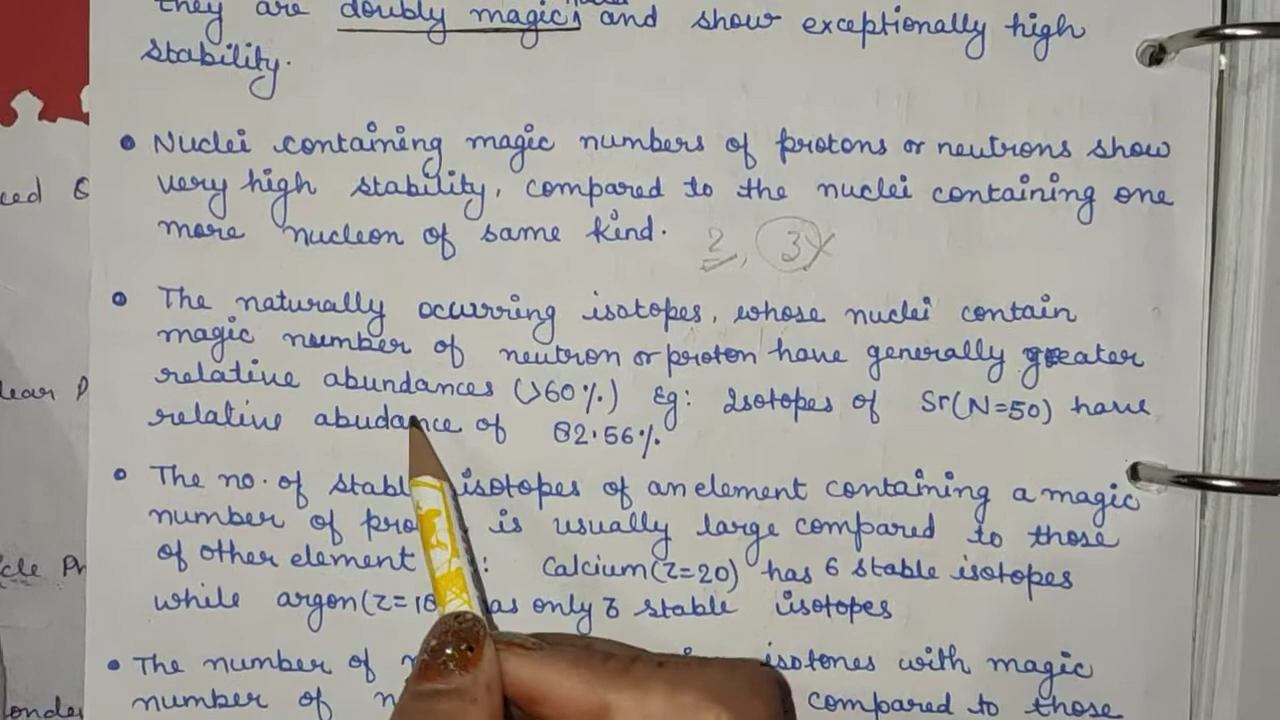 they are doubly magic, and show exceptionally high
stability.
• Nuclei containing magic numbers of protons or neutrons show
very high stability, compared to the nuclei containing one
more nucleon of same kind. 2, 3
• The naturally ocurring isotopes, whose nuclei contain
magic number of neutron or proton have generally greater
relative abundances (>60%) Eg: Isotopes of Sr(N=50) have
relative abudance of 82.56%
• The no. of stabl isotopes of an element containing a magic
number of pro is usually large compared to those
of other element : Calcium(Z=20) has 6 stable isotopes
while argon(Z=18 as only 3 stable isotopes
• The number of isotones with magic
number of compared to those